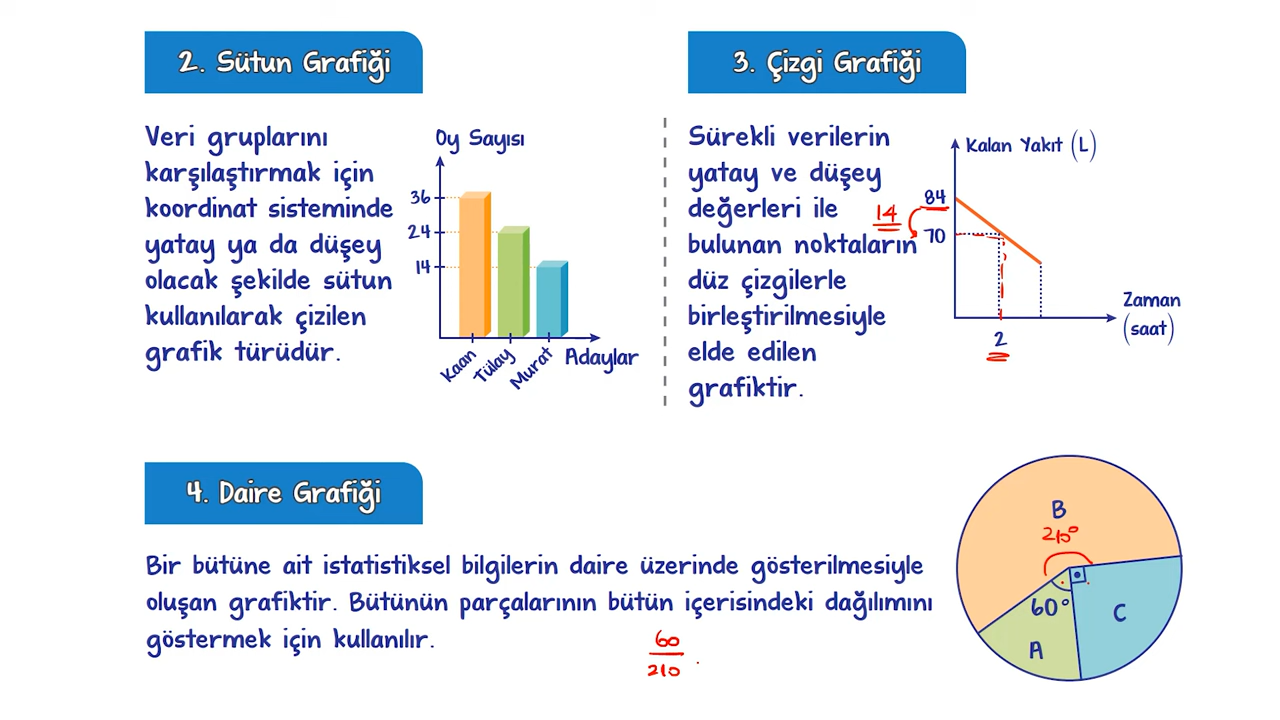 2. Sütun Grafiği
Veri gruplarını
karşılaştırmak için
koordinat sisteminde
yatay ya da düşey
olacak şekilde sütun
kullanılarak çizilen
grafik türüdür.
Oy Sayısı
36
24
14
Kaan
Tülay
Murat
Adaylar
3. Çizgi Grafiği
Sürekli verilerin
yatay ve düşey
değerleri ile
bulunan noktaların
düz çizgilerle
birleştirilmesiyle
elde edilen
grafiktir.
Kalan Yakıt (L)
84
14
70
Zaman
(saat)
2
4. Daire Grafiği
Bir bütüne ait istatistiksel bilgilerin daire üzerinde gösterilmesiyle
oluşan grafiktir. Bütünün parçalarının bütün içerisindeki dağılımını
göstermek için kullanılır.
60
210
B
210°
60°
C
A